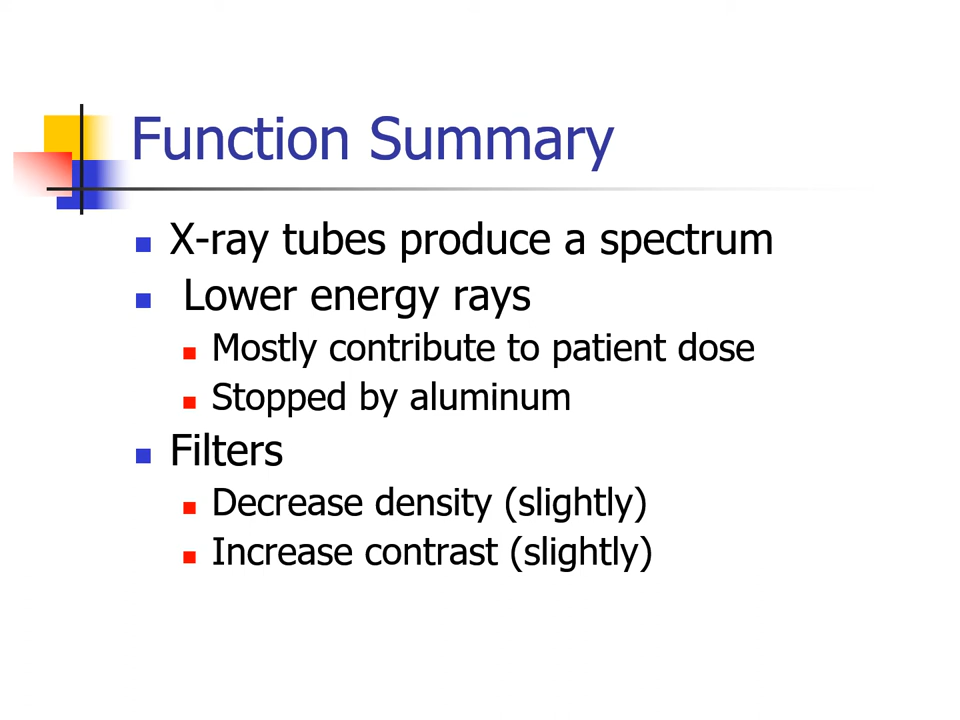 Function Summary
X-ray tubes produce a spectrum
Lower energy rays
Mostly contribute to patient dose
Stopped by aluminum
Filters
Decrease density (slightly)
Increase contrast (slightly)